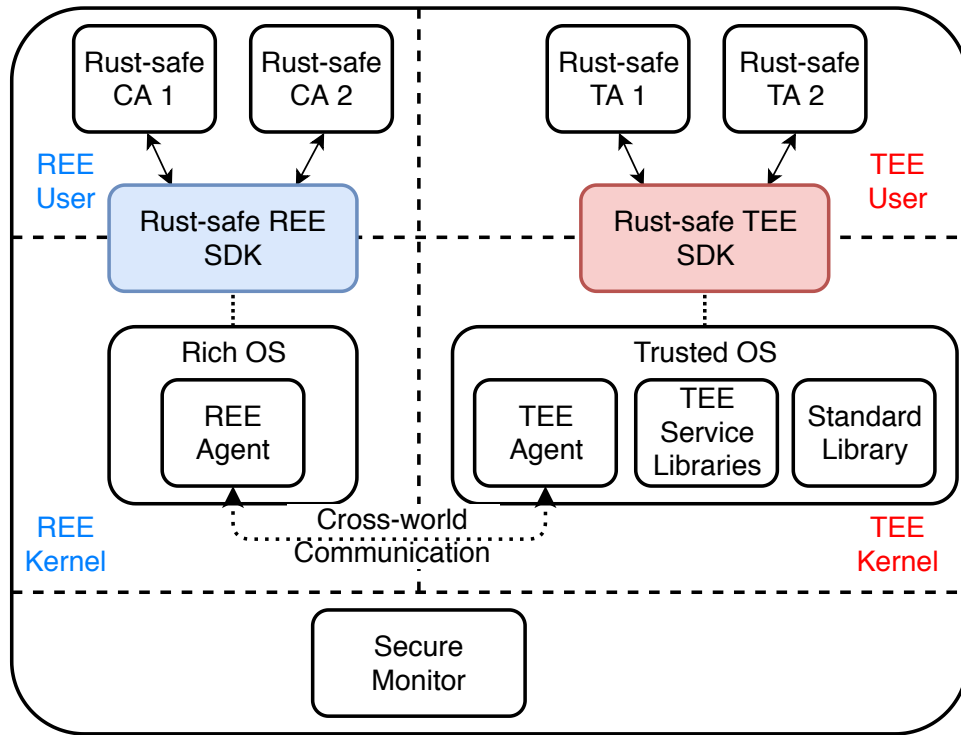 Rust-safe
CA 1
Rust-safe
CA 2
Rust-safe
TA 1
Rust-safe
TA 2
REE
User
Rust-safe REE
SDK
Rust-safe TEE
SDK
TEE
User
Rich OS
REE
Agent
Trusted OS
TEE
Agent
TEE
Service
Libraries
Standard
Library
REE
Kernel
Cross-world
Communication
TEE
Kernel
Secure
Monitor